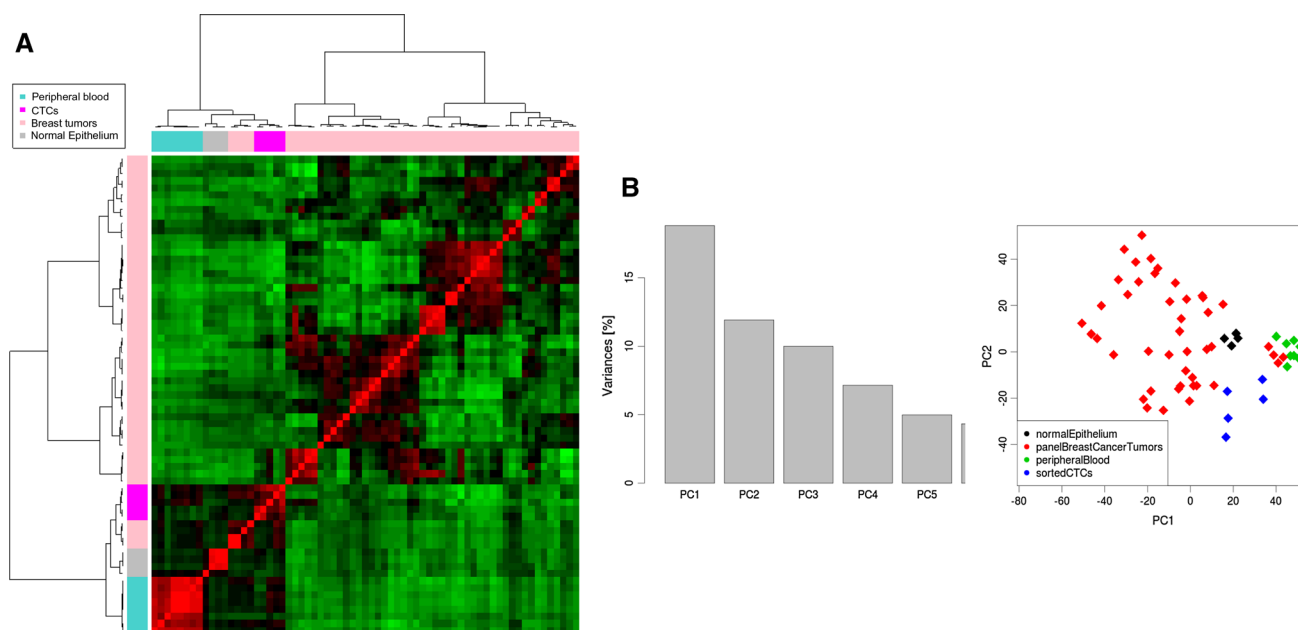 A
Peripheral blood
CTCs
Breast tumors
Normal Epithelium
B
Variances [%]
15
10
5
0
PC1 PC2 PC3 PC4 PC5
PC2
40
20
0
-20
-40
normalEpithelium
panelBreastCancerTumors
peripheralBlood
sortedCTCs
-80 -60 -40 -20 0 20 40
PC1